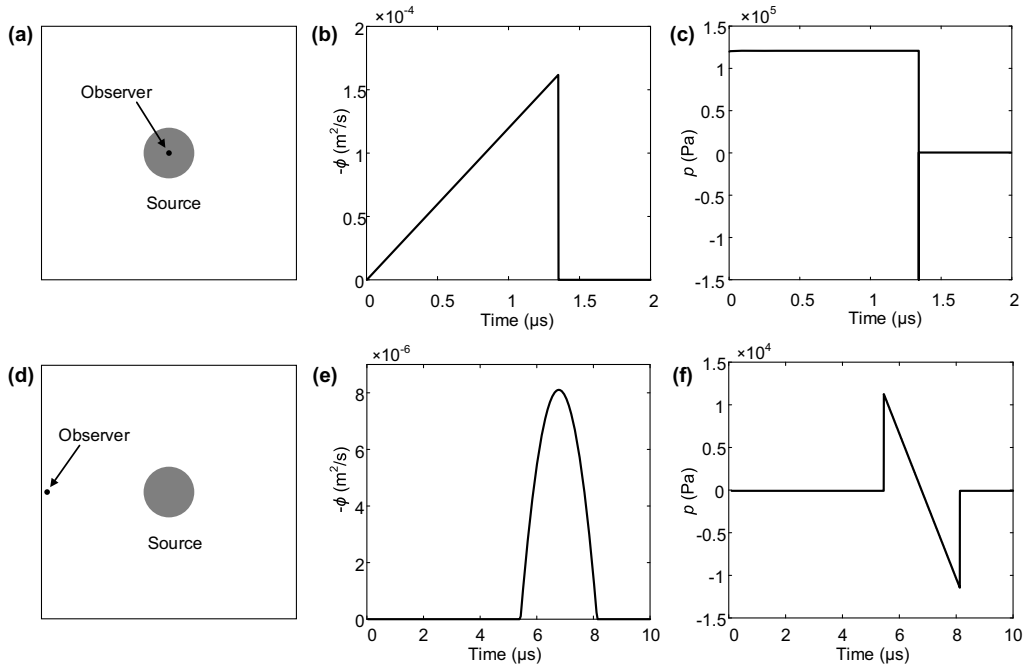 (a)
Observer
Source
(b)
×10⁻⁴
2
1.5
1
0.5
0
-ϕ (m²/s)
0 0.5 1 1.5 2
Time (µs)
(c)
×10⁵
1.5
1
0.5
0
-0.5
-1
-1.5
p (Pa)
0 0.5 1 1.5 2
Time (µs)
(d)
Observer
Source
(e)
×10⁻⁶
8
6
4
2
0
-ϕ (m²/s)
0 2 4 6 8 10
Time (µs)
(f)
×10⁴
1.5
1
0.5
0
-0.5
-1
-1.5
p (Pa)
0 2 4 6 8 10
Time (µs)